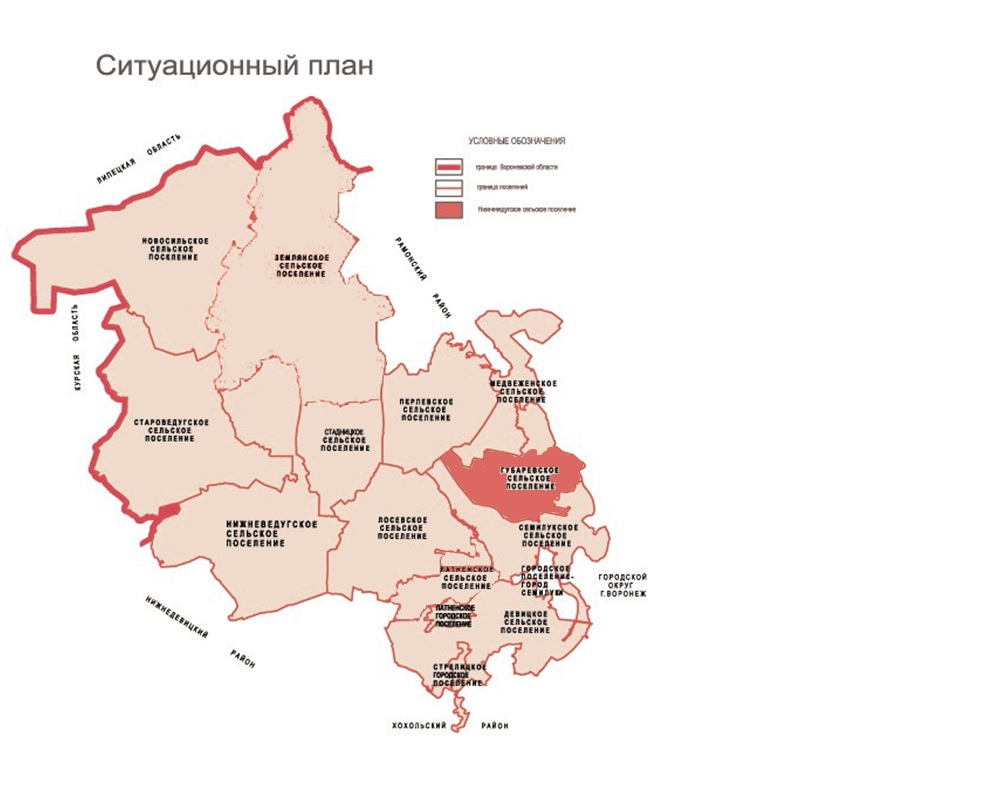 Ситуационный план
УСЛОВНЫЕ ОБОЗНАЧЕНИЯ
граница Воронежской области
граница поселений
Нижневедугское сельское поселение
ЛИПЕЦКАЯ ОБЛАСТЬ
НОВОСИЛЬСКОЕ
СЕЛЬСКОЕ
ПОСЕЛЕНИЕ
ЗЕМЛЯНСКОЕ
СЕЛЬСКОЕ
ПОСЕЛЕНИЕ
РАМОНСКИЙ РАЙОН
КУРСКАЯ ОБЛАСТЬ
МЕДВЕЖЕНСКОЕ
СЕЛЬСКОЕ
ПОСЕЛЕНИЕ
ПЕРЛЕВСКОЕ
СЕЛЬСКОЕ
ПОСЕЛЕНИЕ
СТАРОВЕДУГСКОЕ
СЕЛЬСКОЕ
ПОСЕЛЕНИЕ
СТАДНИЦКОЕ
СЕЛЬСКОЕ
ПОСЕЛЕНИЕ
ГУБАРЕВСКОЕ
СЕЛЬСКОЕ
ПОСЕЛЕНИЕ
НИЖНЕВЕДУГСКОЕ
СЕЛЬСКОЕ
ПОСЕЛЕНИЕ
ЛОСЕВСКОЕ
СЕЛЬСКОЕ
ПОСЕЛЕНИЕ
СЕМИЛУКСКОЕ
СЕЛЬСКОЕ
ПОСЕЛЕНИЕ
ЛАТНЕНСКОЕ
СЕЛЬСКОЕ
ПОСЕЛЕНИЕ
ГОРОДСКОЕ
ПОСЕЛЕНИЕ-
ГОРОД
СЕМИЛУКИ
ГОРОДСКОЙ
ОКРУГ
Г.ВОРОНЕЖ
ЛАТНЕНСКОЕ
ГОРОДСКОЕ
ПОСЕЛЕНИЕ
ДЕВИЦКОЕ
СЕЛЬСКОЕ
ПОСЕЛЕНИЕ
НИЖНЕДЕВИЦКИЙ РАЙОН
СТРЕЛИЦКОЕ
ГОРОДСКОЕ
ПОСЕЛЕНИЕ
ХОХОЛЬСКИЙ РАЙОН